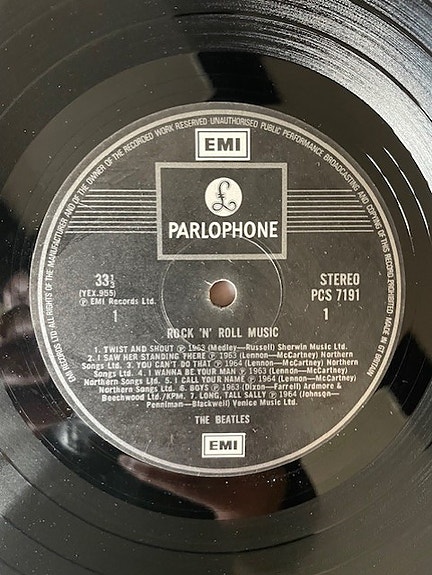 EMI RECORDS LTD·ALL RIGHTS OF THE MANUFACTURER AND OF THE OWNER OF THE RECORDED WORK RESERVED UNAUTHORISED PUBLIC PERFORMANCE BROADCASTING AND COPYING OF THIS RECORD PROHIBITED. MADE IN GT BRITAIN
EMI
£
PARLOPHONE
33⅓
(YEX.955)
℗ EMI Records Ltd.
1
STEREO
PCS 7191
1
ROCK 'N' ROLL MUSIC
1. TWIST AND SHOUT ℗ 1963 (Medley—Russell) Sherwin Music Ltd.
2. I SAW HER STANDING THERE ℗ 1963 (Lennon—McCartney) Northern
Songs Ltd. 3. YOU CAN'T DO THAT ℗ 1964 (Lennon—McCartney) Northern
Songs Ltd. 4. I WANNA BE YOUR MAN ℗ 1963 (Lennon—McCartney)
Northern Songs Ltd. 5. I CALL YOUR NAME ℗ 1964 (Lennon—McCartney)
Northern Songs Ltd. 6. BOYS ℗ 1963 (Dixon—Farrell) Ardmore &
Beechwood Ltd./KPM. 7. LONG, TALL SALLY ℗ 1964 (Johnson—
Penniman—Blackwell) Venice Music Ltd.
THE BEATLES
EMI